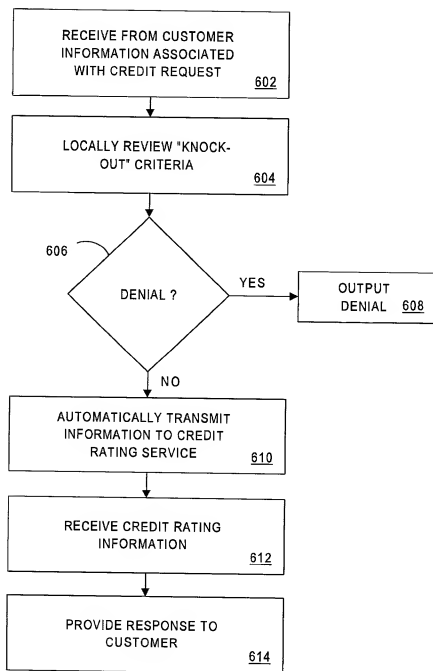 RECEIVE FROM CUSTOMER
INFORMATION ASSOCIATED
WITH CREDIT REQUEST
602
LOCALLY REVIEW "KNOCK-
OUT" CRITERIA
604
606
DENIAL ?
YES
OUTPUT
DENIAL 608
NO
AUTOMATICALLY TRANSMIT
INFORMATION TO CREDIT
RATING SERVICE
610
RECEIVE CREDIT RATING
INFORMATION
612
PROVIDE RESPONSE TO
CUSTOMER
614